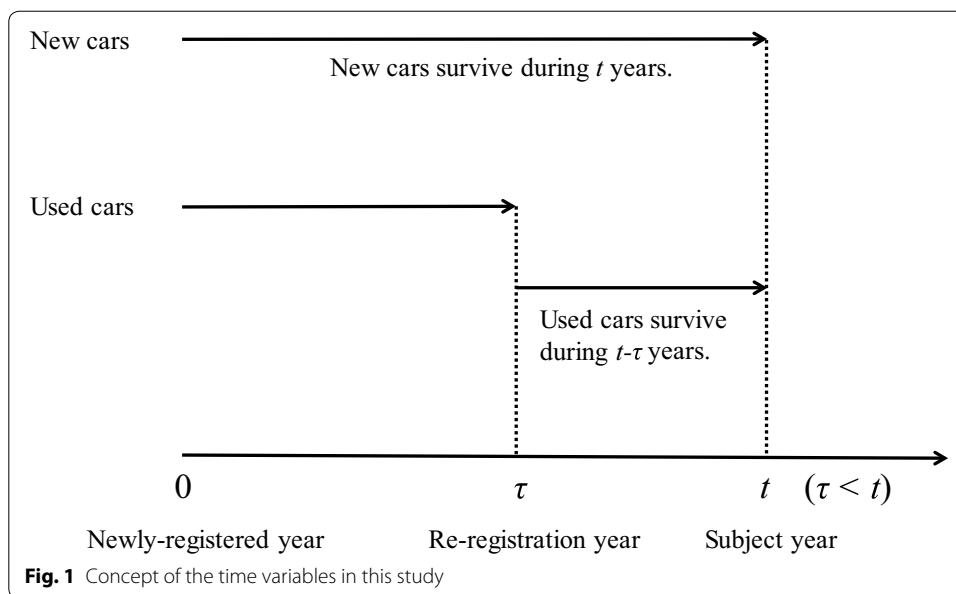 New cars
New cars survive during t years.
Used cars
Used cars survive
during t-τ years.
0 τ t (τ < t)
Newly-registered year Re-registration year Subject year
Fig. 1 Concept of the time variables in this study